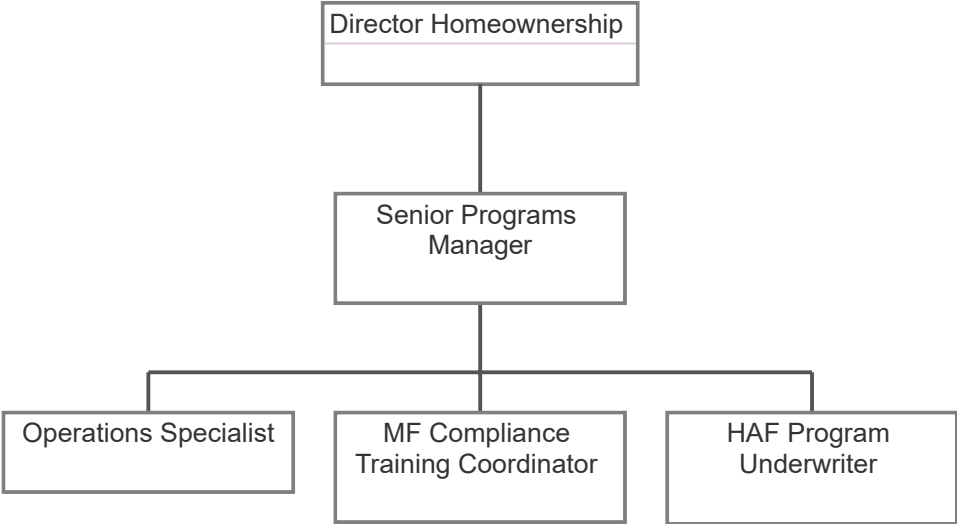 Director Homeownership
Senior Programs
Manager
Operations Specialist
MF Compliance
Training Coordinator
HAF Program
Underwriter